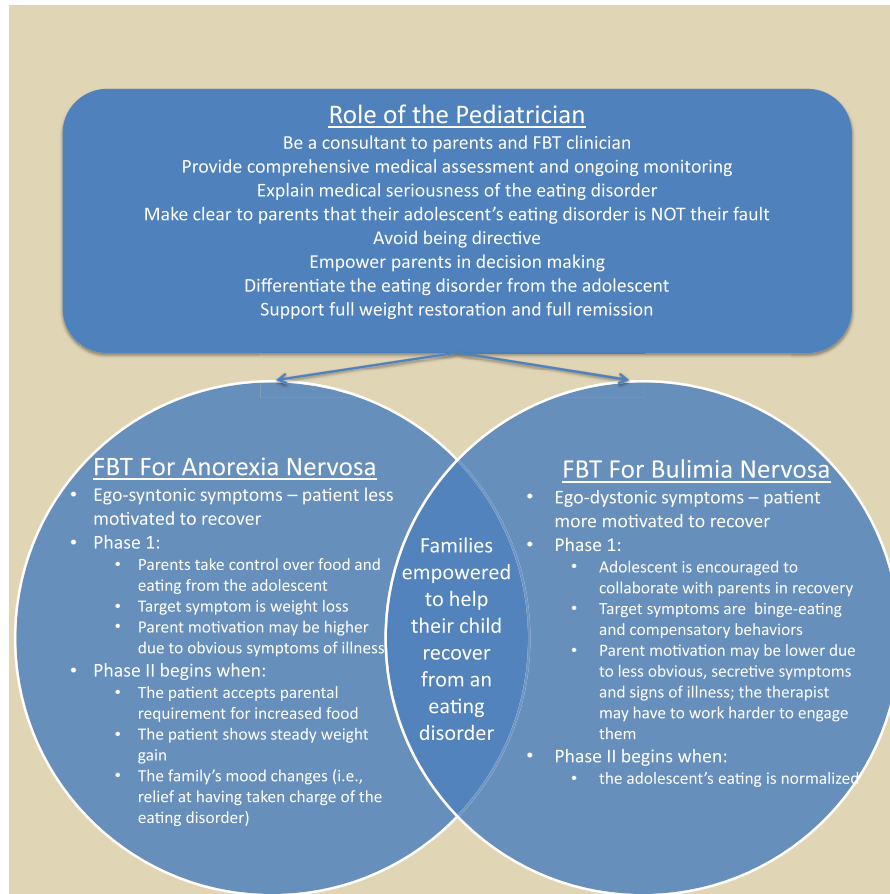 Role of the Pediatrician
Be a consultant to parents and FBT clinician
Provide comprehensive medical assessment and ongoing monitoring
Explain medical seriousness of the eating disorder
Make clear to parents that their adolescent's eating disorder is NOT their fault
Avoid being directive
Empower parents in decision making
Differentiate the eating disorder from the adolescent
Support full weight restoration and full remission
FBT For Anorexia Nervosa
• Ego-syntonic symptoms – patient less
motivated to recover
• Phase 1:
• Parents take control over food and
eating from the adolescent
• Target symptom is weight loss
• Parent motivation may be higher
due to obvious symptoms of illness
• Phase II begins when:
• The patient accepts parental
requirement for increased food
• The patient shows steady weight
gain
• The family's mood changes (i.e.,
relief at having taken charge of the
eating disorder)
Families
empowered
to help
their child
recover
from an
eating
disorder
FBT For Bulimia Nervosa
• Ego-dystonic symptoms – patient
more motivated to recover
• Phase 1:
• Adolescent is encouraged to
collaborate with parents in recovery
• Target symptoms are binge-eating
and compensatory behaviors
• Parent motivation may be lower due
to less obvious, secretive symptoms
and signs of illness; the therapist
may have to work harder to engage
them
• Phase II begins when:
• the adolescent's eating is normalized